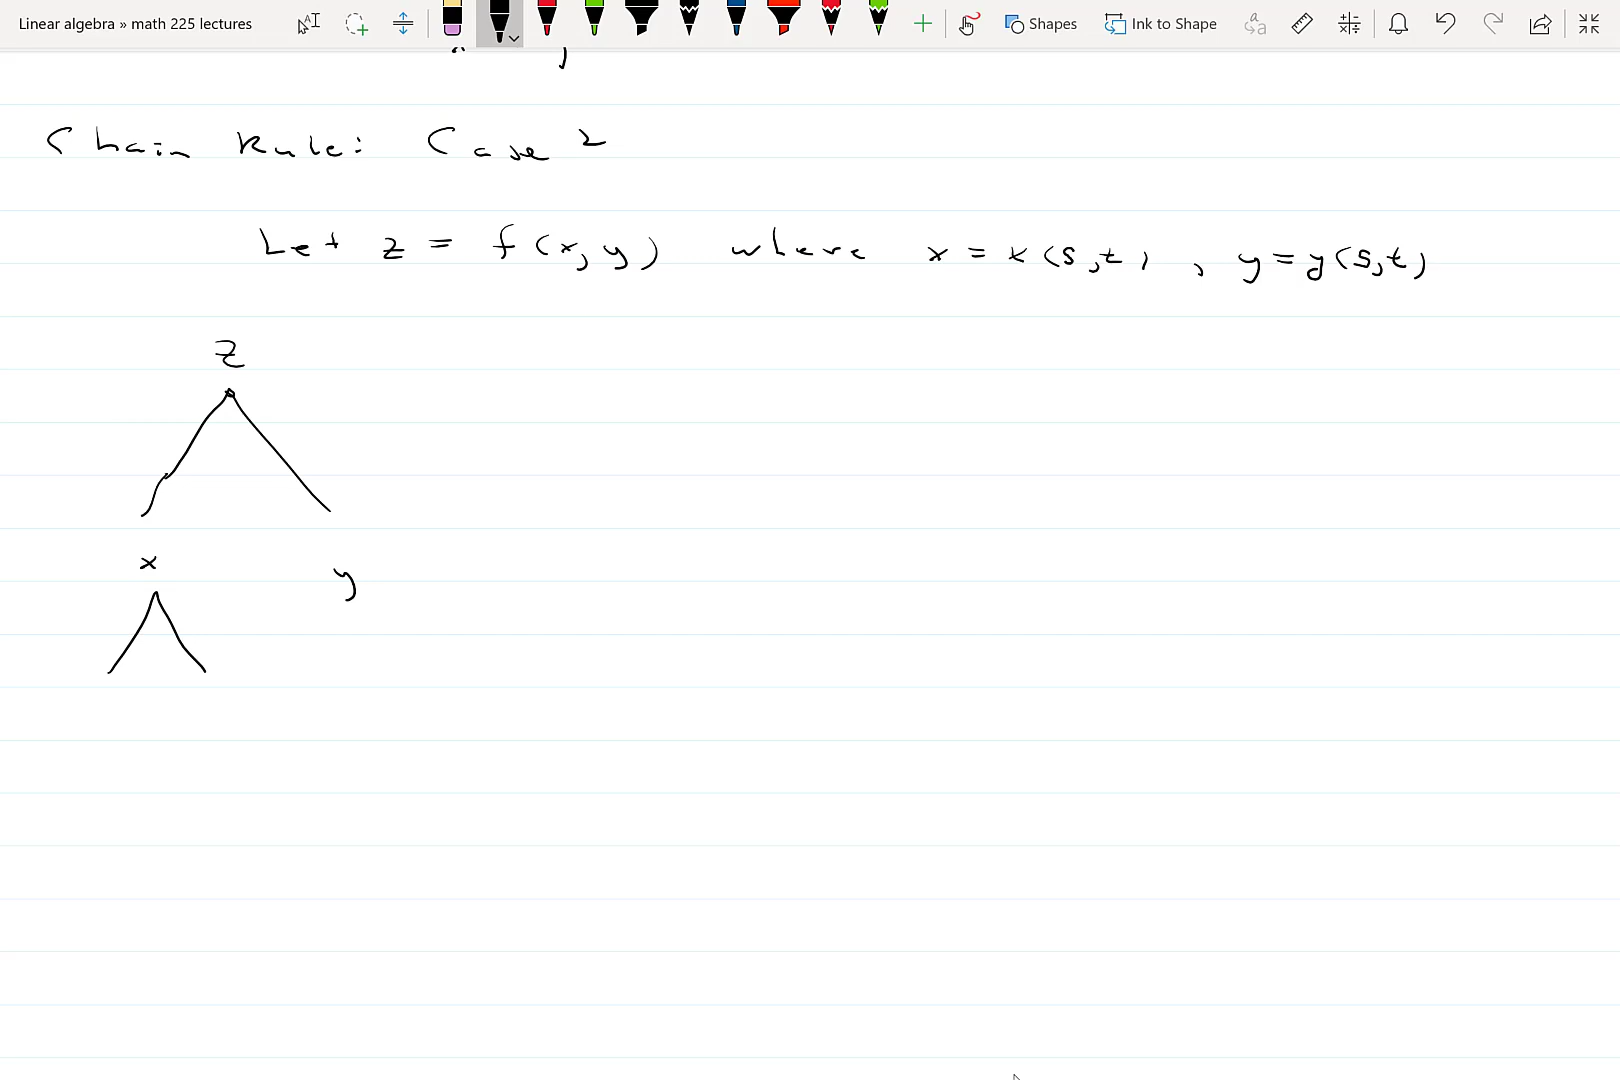 Linear algebra » math 225 lectures
Shapes
Ink to Shape
Chain Rule: Case 2
Let z = f(x,y) where x = x(s,t), y=y(s,t)
z
x
y